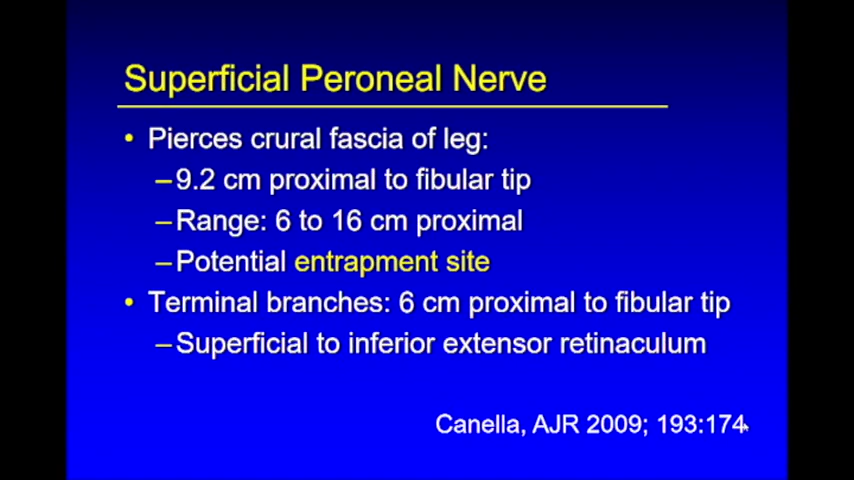 Superficial Peroneal Nerve
• Pierces crural fascia of leg:
–9.2 cm proximal to fibular tip
–Range: 6 to 16 cm proximal
–Potential entrapment site
• Terminal branches: 6 cm proximal to fibular tip
–Superficial to inferior extensor retinaculum
Canella, AJR 2009; 193:174